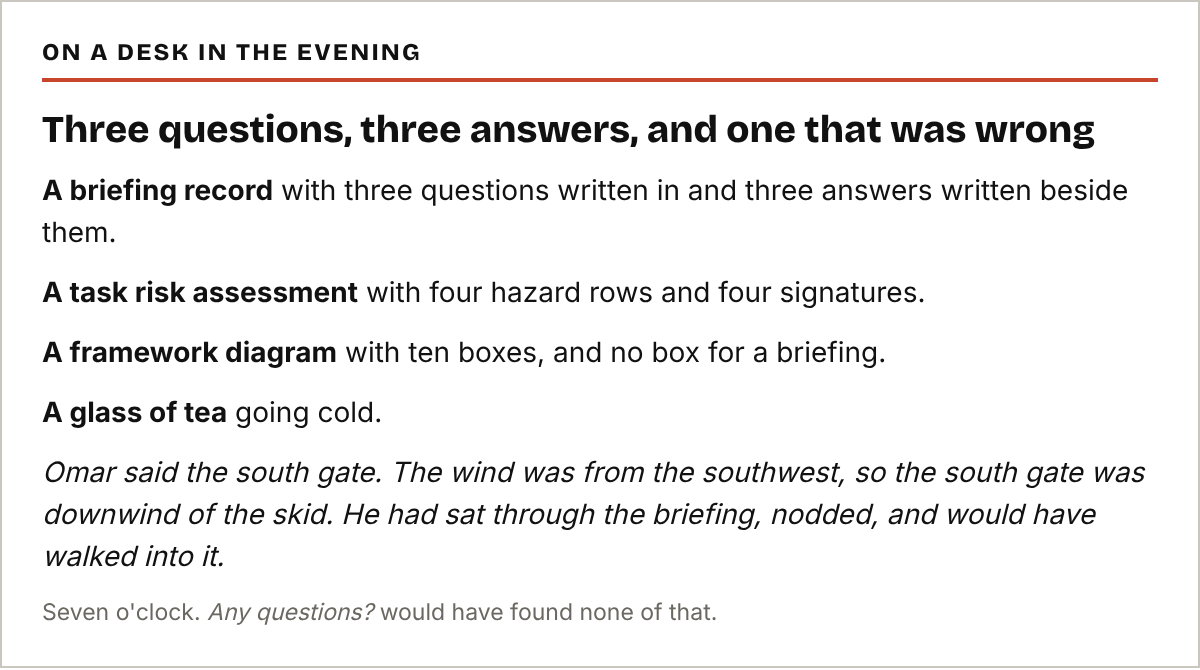 ON A DESK IN THE EVENING
Three questions, three answers, and one that was wrong
A briefing record with three questions written in and three answers written beside
them.
A task risk assessment with four hazard rows and four signatures.
A framework diagram with ten boxes, and no box for a briefing.
A glass of tea going cold.
Omar said the south gate. The wind was from the southwest, so the south gate was
downwind of the skid. He had sat through the briefing, nodded, and would have
walked into it.
Seven o'clock. Any questions? would have found none of that.